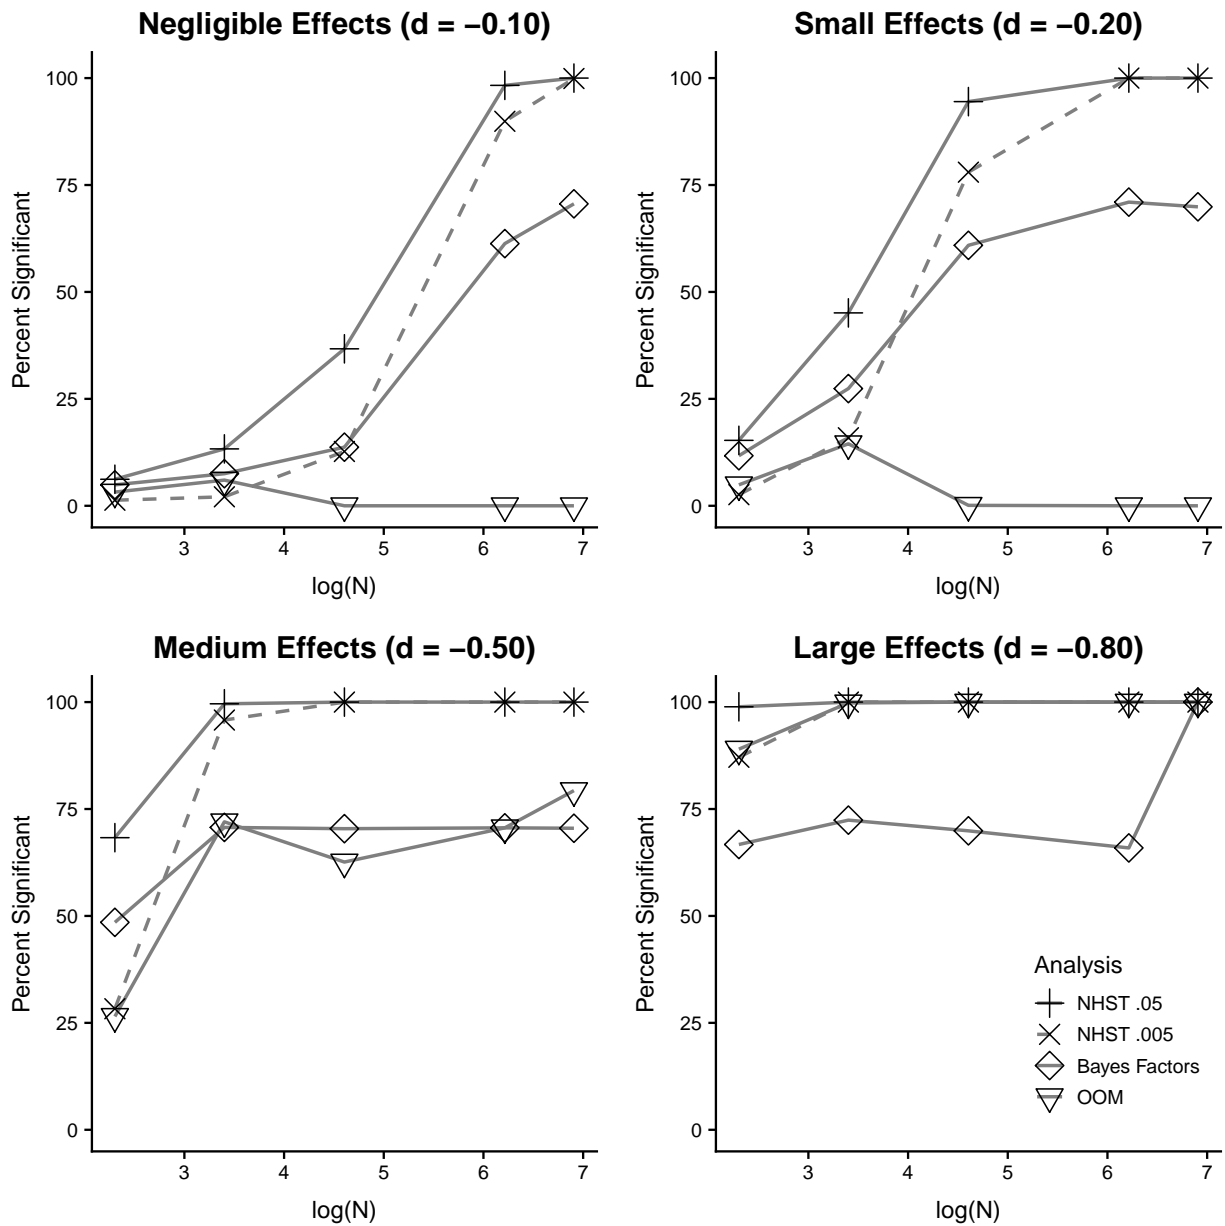 Negligible Effects (d = −0.10)
Percent Significant
100
75
50
25
0
3 4 5 6 7
log(N)
Small Effects (d = −0.20)
Percent Significant
100
75
50
25
0
3 4 5 6 7
log(N)
Medium Effects (d = −0.50)
Percent Significant
100
75
50
25
0
3 4 5 6 7
log(N)
Large Effects (d = −0.80)
Percent Significant
100
75
50
25
0
3 4 5 6 7
log(N)
Analysis
NHST .05
NHST .005
Bayes Factors
OOM